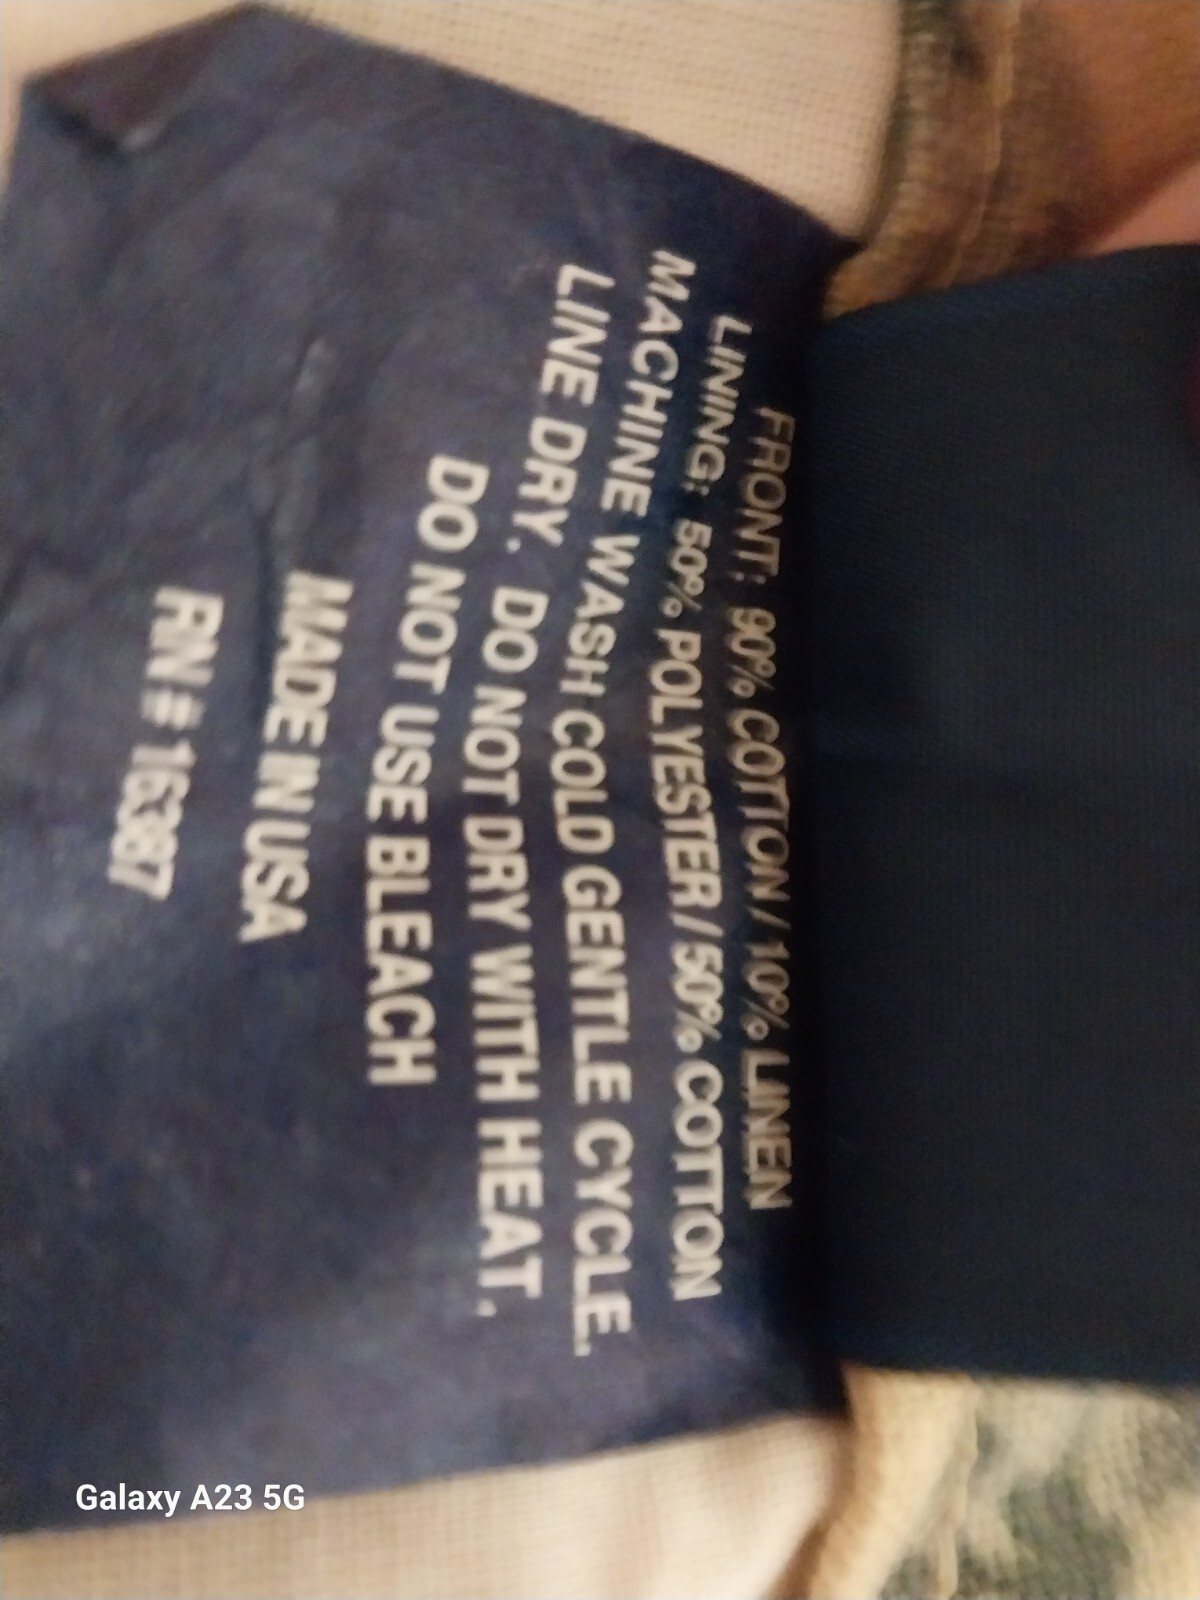 FRONT: 90% COTTON / 10% LINEN
LINING: 50% POLYESTER / 50% COTTON
MACHINE WASH COLD GENTLE CYCLE.
LINE DRY. DO NOT DRY WITH HEAT.
DO NOT USE BLEACH
MADE IN USA
RN# 16387
Galaxy A23 5G